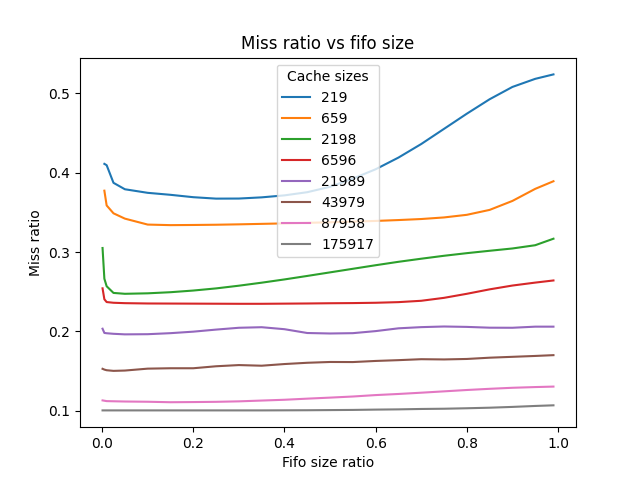 Miss ratio vs fifo size
Cache sizes
219
659
2198
6596
21989
43979
87958
175917
0.5
0.4
0.3
0.2
0.1
Miss ratio
0.0 0.2 0.4 0.6 0.8 1.0
Fifo size ratio